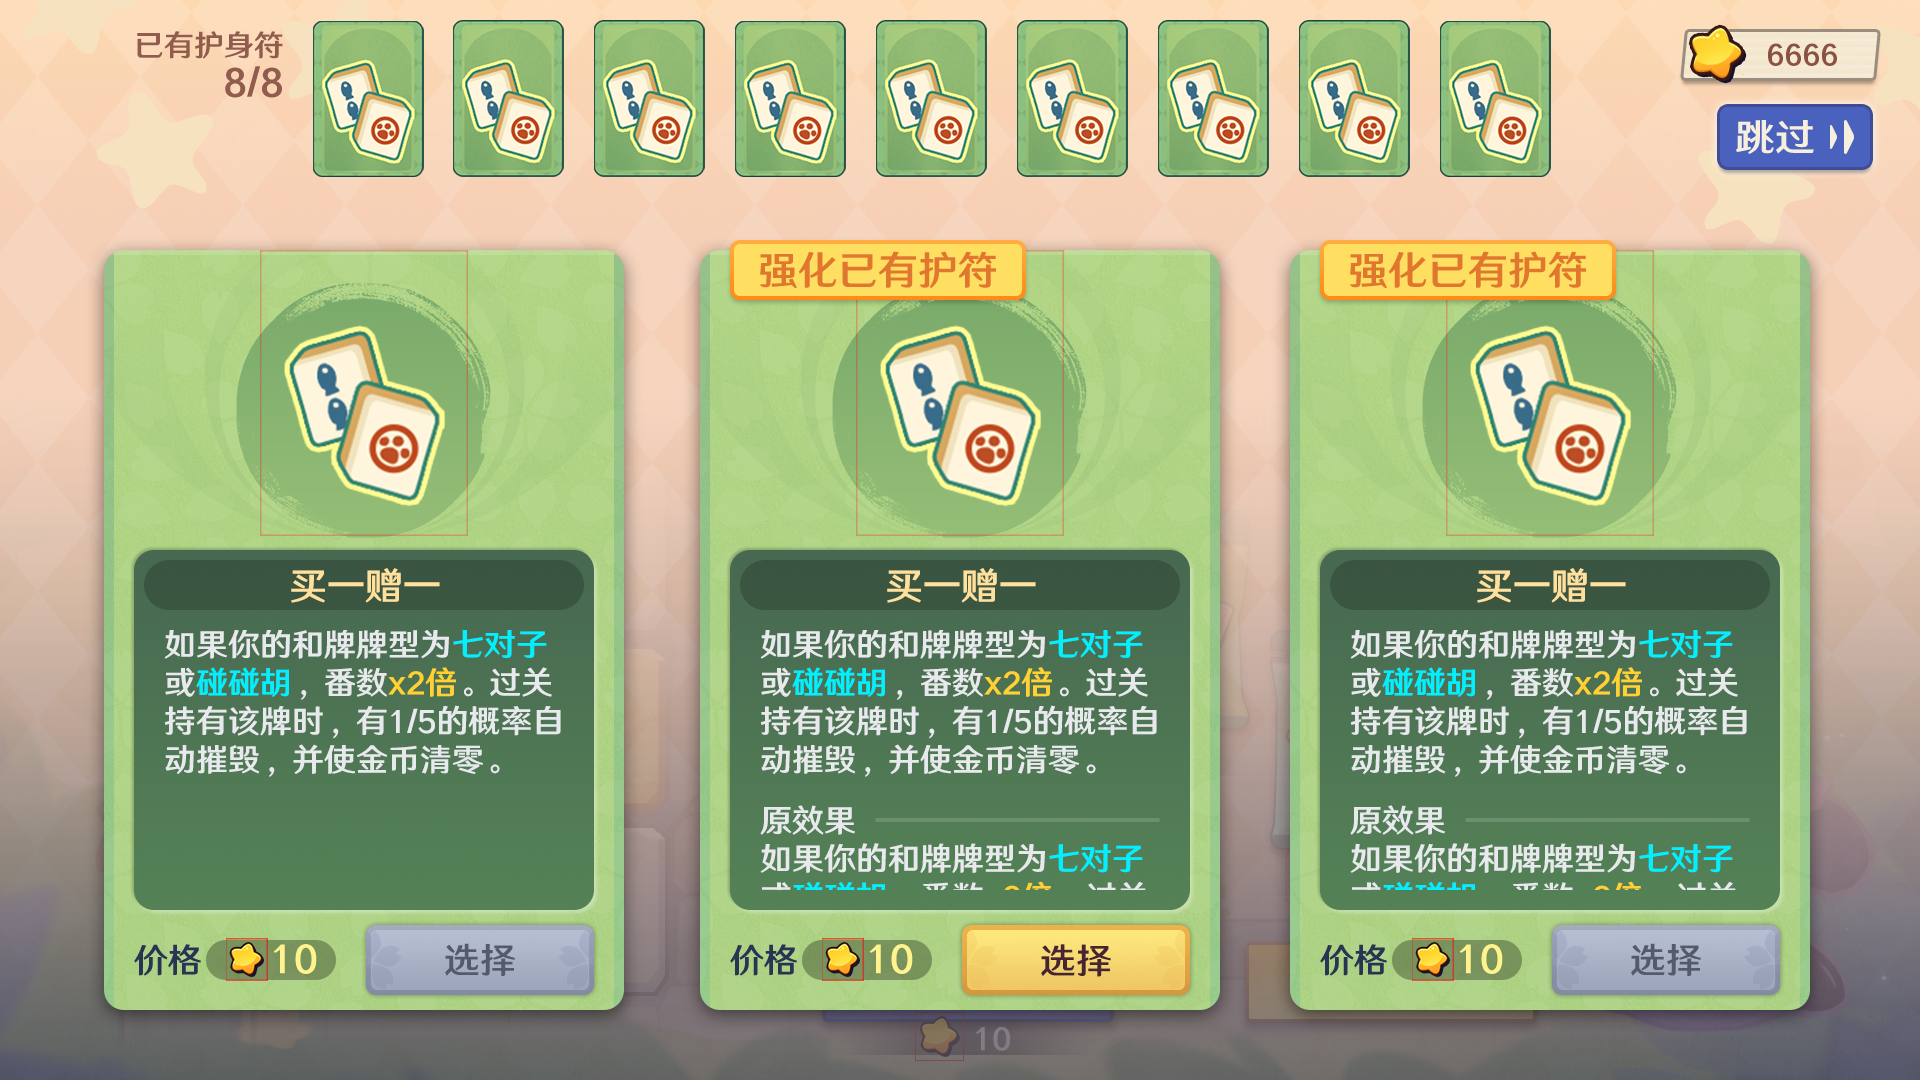 已有护身符
8/8
6666
跳过
强化已有护符
强化已有护符
买一赠一
如果你的和牌牌型为七对子
或碰碰胡，番数x2倍。过关
持有该牌时，有1/5的概率自
动摧毁，并使金币清零。
价格 10
选择
买一赠一
如果你的和牌牌型为七对子
或碰碰胡，番数x2倍。过关
持有该牌时，有1/5的概率自
动摧毁，并使金币清零。
原效果
如果你的和牌牌型为七对子
价格 10
选择
买一赠一
如果你的和牌牌型为七对子
或碰碰胡，番数x2倍。过关
持有该牌时，有1/5的概率自
动摧毁，并使金币清零。
原效果
如果你的和牌牌型为七对子
价格 10
选择
10